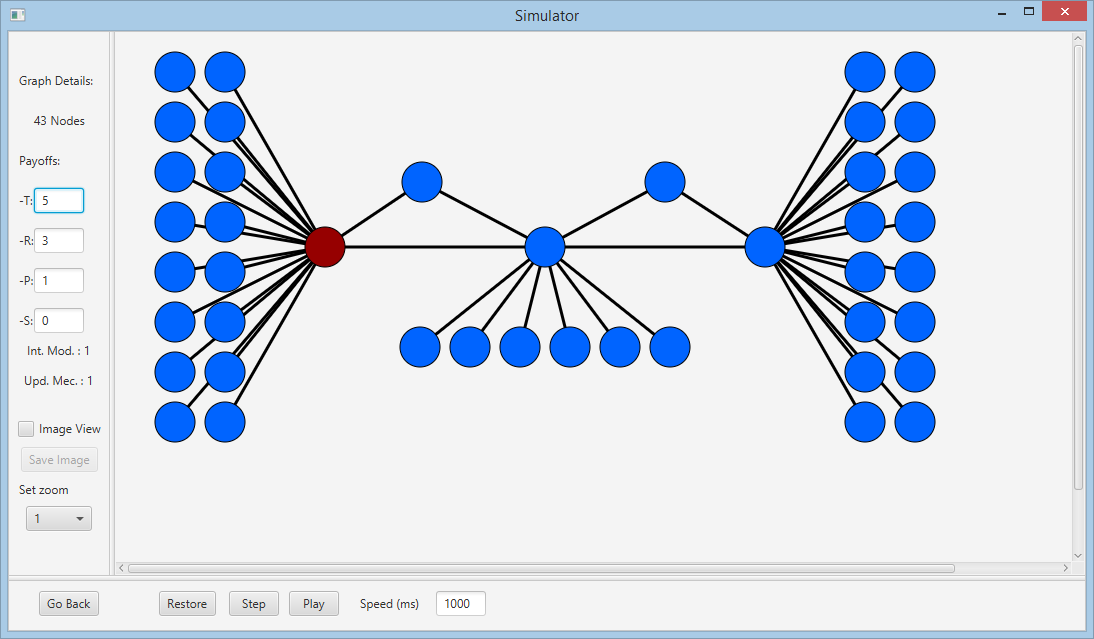 Simulator
Graph Details:
43 Nodes
Payoffs:
-T: 5
-R: 3
-P: 1
-S: 0
Int. Mod. : 1
Upd. Mec. : 1
Image View
Save Image
Set zoom
1
Go Back Restore Step Play Speed (ms) 1000